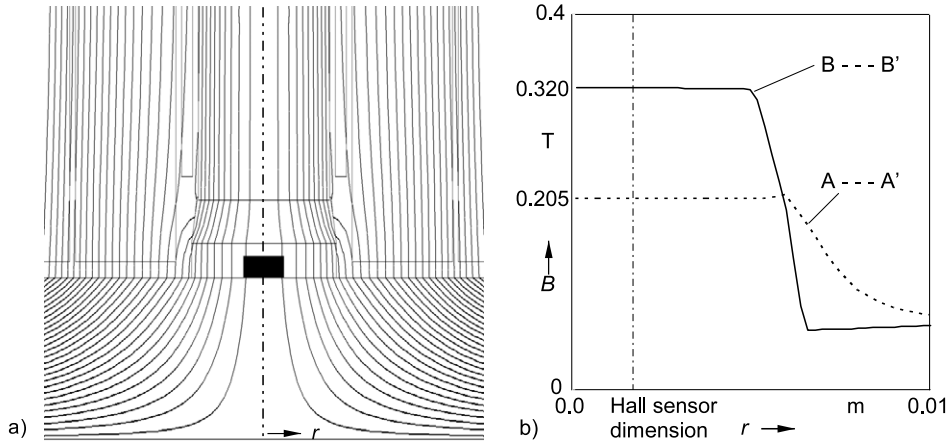 a)
r
b)
0.4
0.320
T
0.205
B
0
0.0
Hall sensor
dimension
r
m
0.01
B - - - B’
A - - - A’